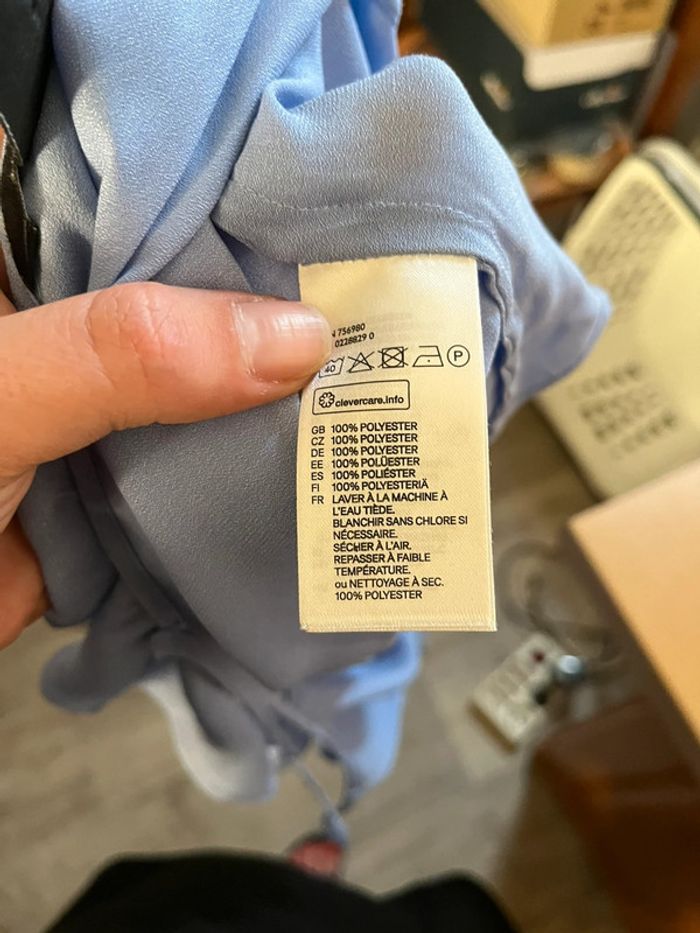 756980
0228829 0
40
P
clevercare.info
GB 100% POLYESTER
CZ 100% POLYESTER
DE 100% POLYESTER
EE 100% POLÜESTER
ES 100% POLIÉSTER
FI 100% POLYESTERIÄ
FR LAVER À LA MACHINE À
L'EAU TIÈDE.
BLANCHIR SANS CHLORE SI
NÉCESSAIRE.
SÉCHER À L'AIR.
REPASSER À FAIBLE
TEMPÉRATURE.
ou NETTOYAGE À SEC.
100% POLYESTER